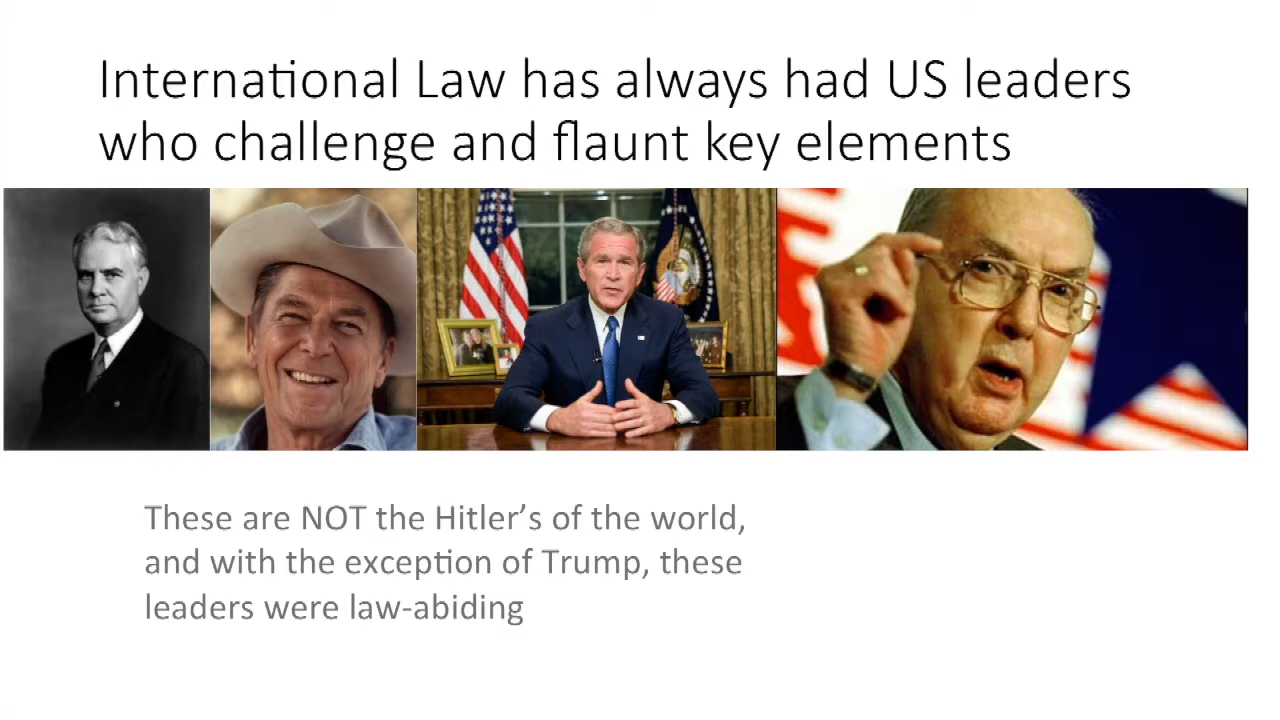 International Law has always had US leaders
who challenge and flaunt key elements
These are NOT the Hitler’s of the world,
and with the exception of Trump, these
leaders were law-abiding